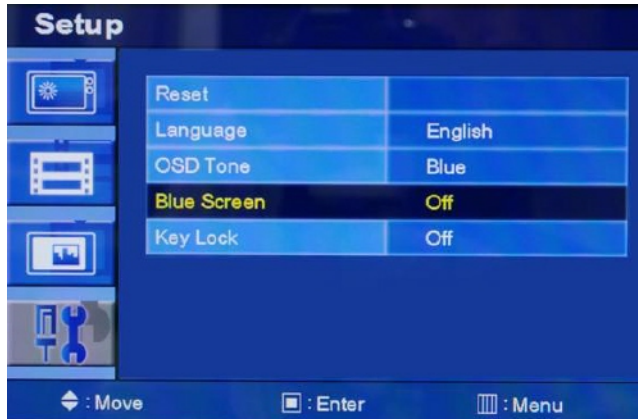 Setup
Reset
Language English
OSD Tone Blue
Blue Screen Off
Key Lock Off
: Move : Enter : Menu